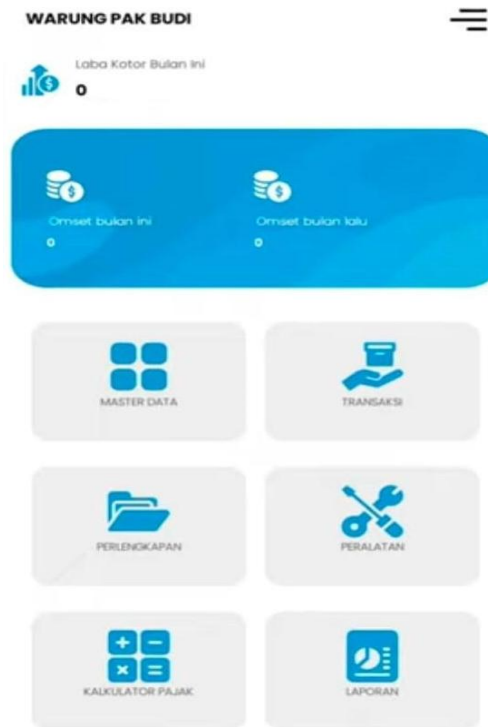 WARUNG PAK BUDI
Laba Kotor Bulan Ini
0
Omset bulan ini
0
Omset bulan lalu
0
MASTER DATA
TRANSAKSI
PERLENGKAPAN
PERALATAN
KALKULATOR PAJAK
LAPORAN